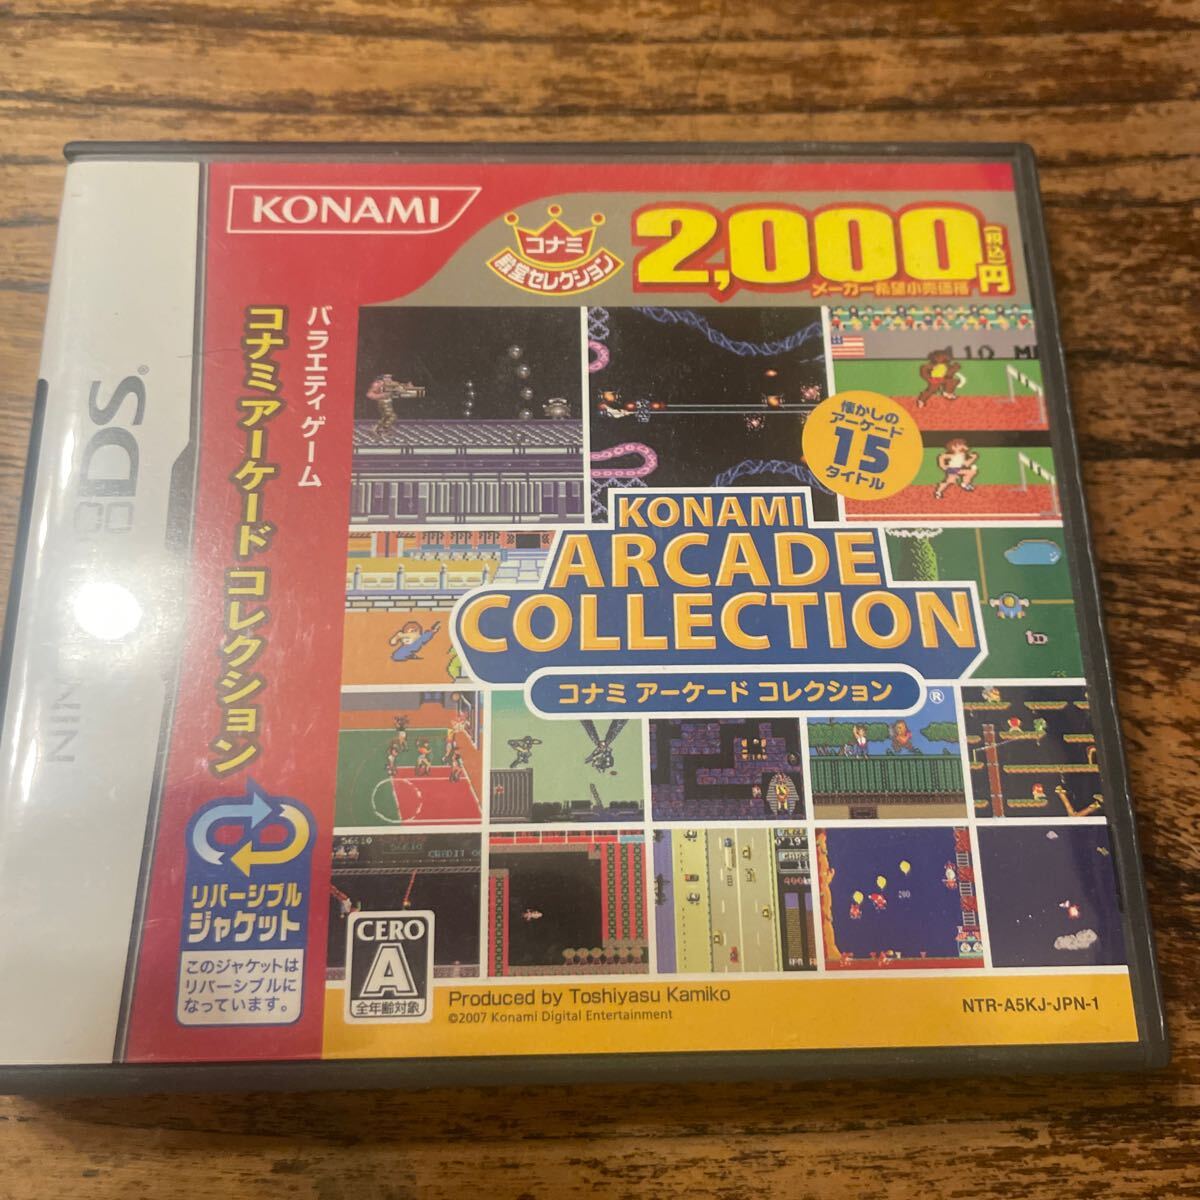 KONAMI
コナミ
殿堂セレクション
2,000円(税込)
メーカー希望小売価格
バラエティゲーム
コナミ アーケード コレクション
懐かしの
アーケード
15
タイトル
KONAMI
ARCADE
COLLECTION
コナミ アーケード コレクション
®
リバーシブル
ジャケット
このジャケットは
リバーシブルに
なっています。
CERO
A
全年齢対象
Produced by Toshiyasu Kamiko
©2007 Konami Digital Entertainment
NTR-A5KJ-JPN-1